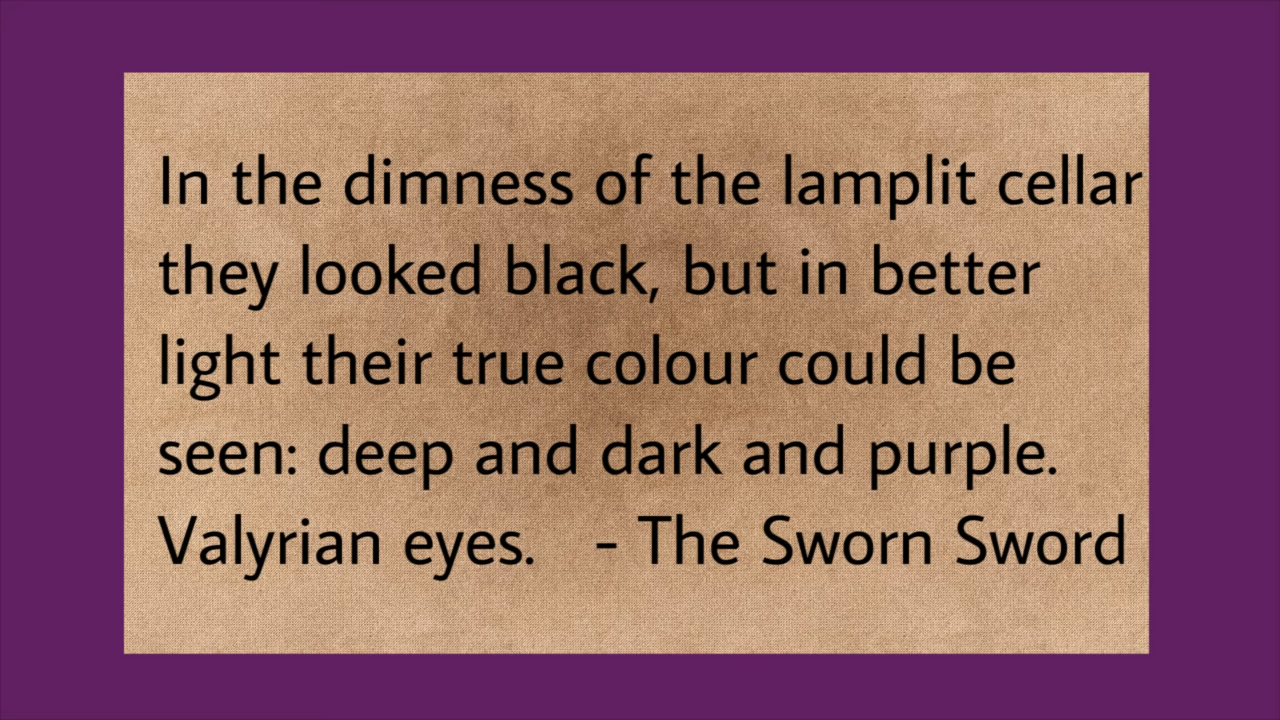 In the dimness of the lamplit cellar
they looked black, but in better
light their true colour could be
seen: deep and dark and purple.
Valyrian eyes. - The Sworn Sword